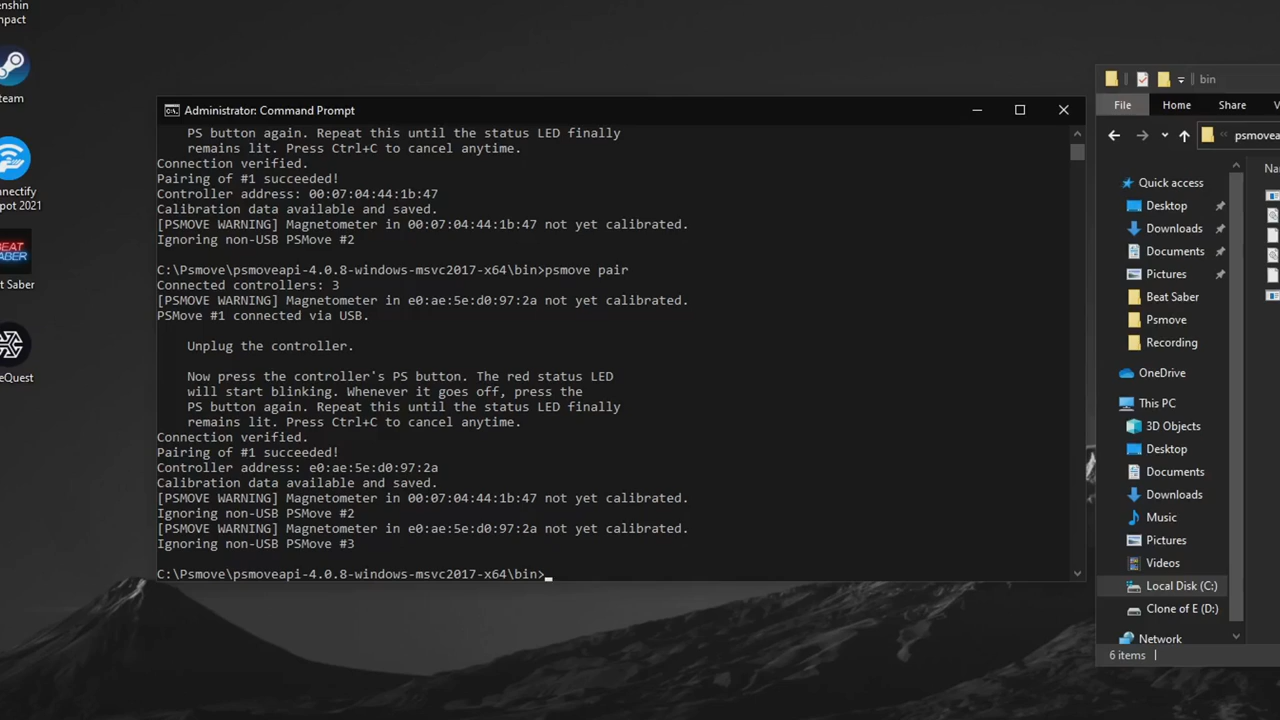 enshin
mpact
eam
nnectify
pot 2021
BEAT
SABER
t Saber
eQuest
Administrator: Command Prompt
PS button again. Repeat this until the status LED finally
remains lit. Press Ctrl+C to cancel anytime.
Connection verified.
Pairing of #1 succeeded!
Controller address: 00:07:04:44:1b:47
Calibration data available and saved.
[PSMOVE WARNING] Magnetometer in 00:07:04:44:1b:47 not yet calibrated.
Ignoring non-USB PSMove #2
C:\Psmove\psmoveapi-4.0.8-windows-msvc2017-x64\bin>psmove pair
Connected controllers: 3
[PSMOVE WARNING] Magnetometer in e0:ae:5e:d0:97:2a not yet calibrated.
PSMove #1 connected via USB.
Unplug the controller.
Now press the controller's PS button. The red status LED
will start blinking. Whenever it goes off, press the
PS button again. Repeat this until the status LED finally
remains lit. Press Ctrl+C to cancel anytime.
Connection verified.
Pairing of #1 succeeded!
Controller address: e0:ae:5e:d0:97:2a
Calibration data available and saved.
[PSMOVE WARNING] Magnetometer in 00:07:04:44:1b:47 not yet calibrated.
Ignoring non-USB PSMove #2
[PSMOVE WARNING] Magnetometer in e0:ae:5e:d0:97:2a not yet calibrated.
Ignoring non-USB PSMove #3
C:\Psmove\psmoveapi-4.0.8-windows-msvc2017-x64\bin>
bin
File Home Share V
« psmovea
Na
Quick access
Desktop
Downloads
Documents
Pictures
Beat Saber
Psmove
Recording
OneDrive
This PC
3D Objects
Desktop
Documents
Downloads
Music
Pictures
Videos
Local Disk (C:)
Clone of E (D:)
Network
6 items